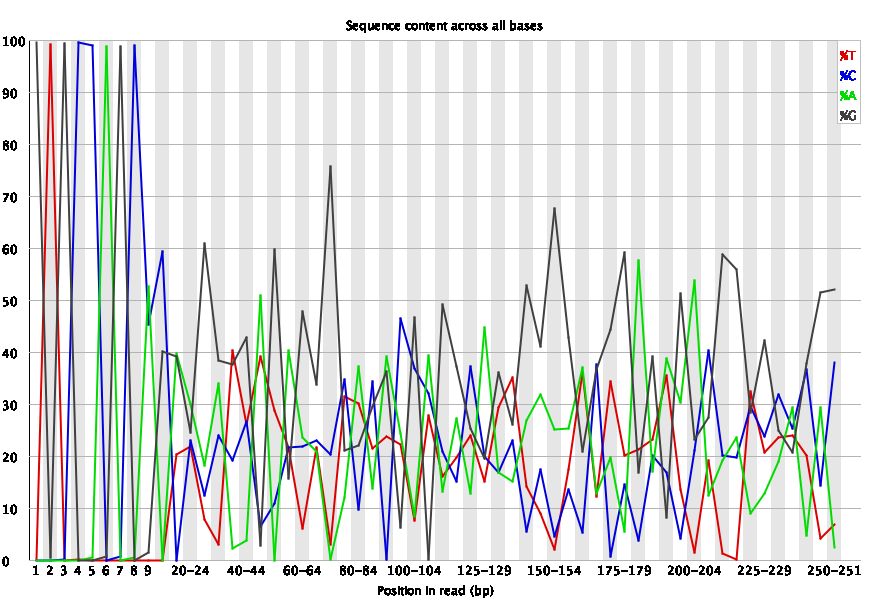 Sequence content across all bases
100
90
80
70
60
50
40
30
20
10
0
%T
%C
%A
%G
1 2 3 4 5 6 7 8 9 20-24 40-44 60-64 80-84 100-104 125-129 150-154 175-179 200-204 225-229 250-251
Position in read (bp)